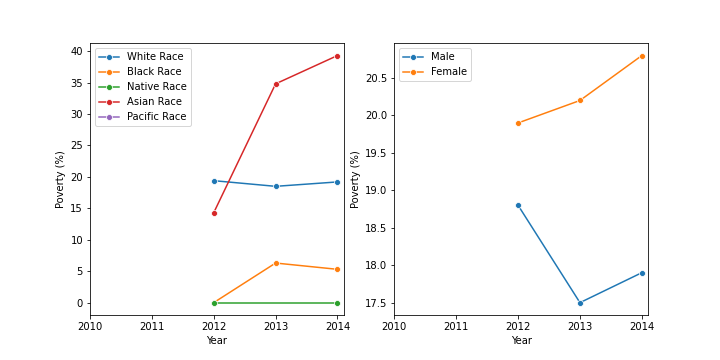 White Race
Black Race
Native Race
Asian Race
Pacific Race
40
35
30
25
20
15
10
5
0
Poverty (%)
2010 2011 2012 2013 2014
Year
Male
Female
20.5
20.0
19.5
19.0
18.5
18.0
17.5
Poverty (%)
2010 2011 2012 2013 2014
Year